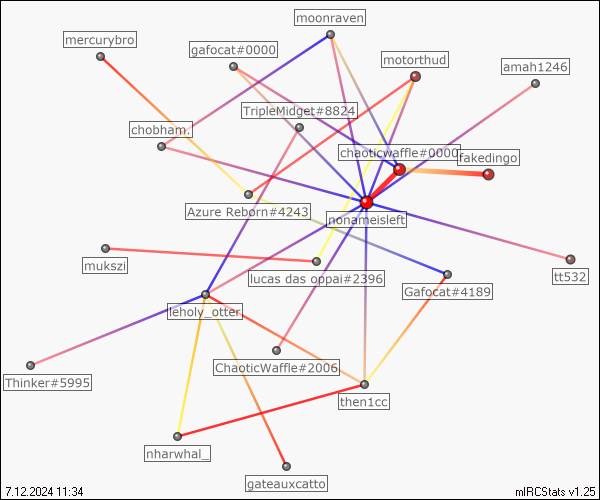 moonraven
mercurybro
gafocat#0000
motorthud
amah1246
TripleMidget#8824
chobham.
chaoticwaffle#0000
fakedingo
Azure Reborn#4243
nonameisleft
mukszi
lucas das oppai#2396
tt532
Gafocat#4189
leholy_otter
ChaoticWaffle#2006
Thinker#5995
then1cc
nharwhal_
gateauxcatto
7.12.2024 11:34
mIRCStats v1.25